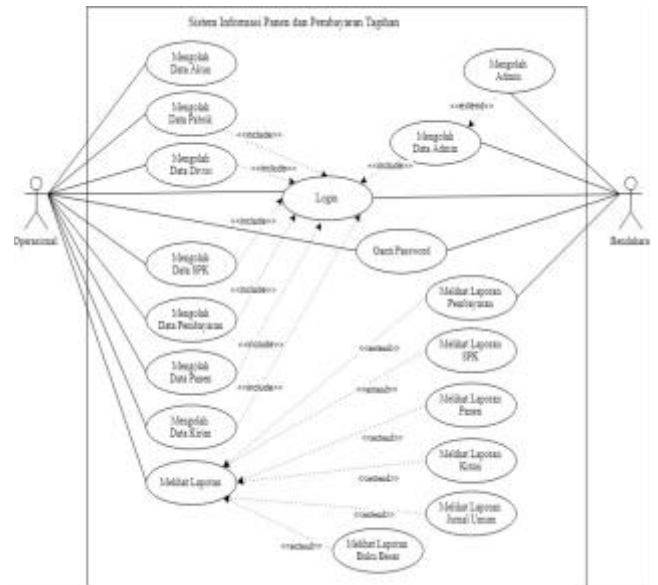 Sistem Informasi Panen dan Pembayaran Tagihan
Mengolah
Data Akun
Mengolah
Admin
<<extend>>
Mengolah
Data Pabrik
<<include>>
Mengolah
Data Admin
Mengolah
Data Divisi
<<include>>
<<include>>
Login
<<include>>
Operasional
Ganti Password
Bendahara
Mengolah
Data SPK
<<include>>
Melihat Laporan
Pembayaran
Mengolah
Data Pembayaran
<<include>>
<<extend>>
Melihat Laporan
SPK
Mengolah
Data Panen
<<include>>
<<extend>>
Melihat Laporan
Panen
Mengolah
Data
<<extend>>
Melihat Laporan
Melihat Laporan
<<extend>>
Melihat Laporan
Jurnal Umum
<<extend>>
<<extend>>
Melihat Laporan
Buku Besar